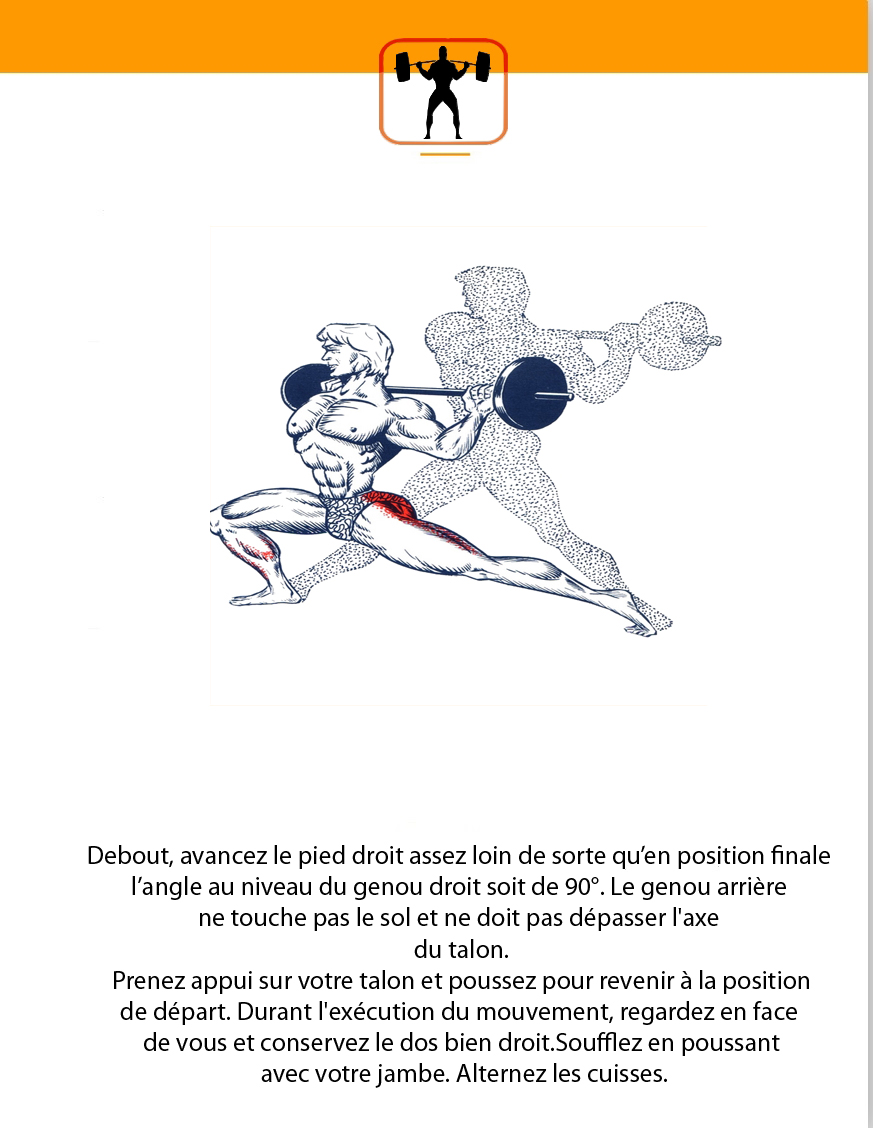 Debout, avancez le pied droit assez loin de sorte qu’en position finale
l’angle au niveau du genou droit soit de 90°. Le genou arrière
ne touche pas le sol et ne doit pas dépasser l'axe
du talon.
Prenez appui sur votre talon et poussez pour revenir à la position
de départ. Durant l'exécution du mouvement, regardez en face
de vous et conservez le dos bien droit.Soufflez en poussant
avec votre jambe. Alternez les cuisses.